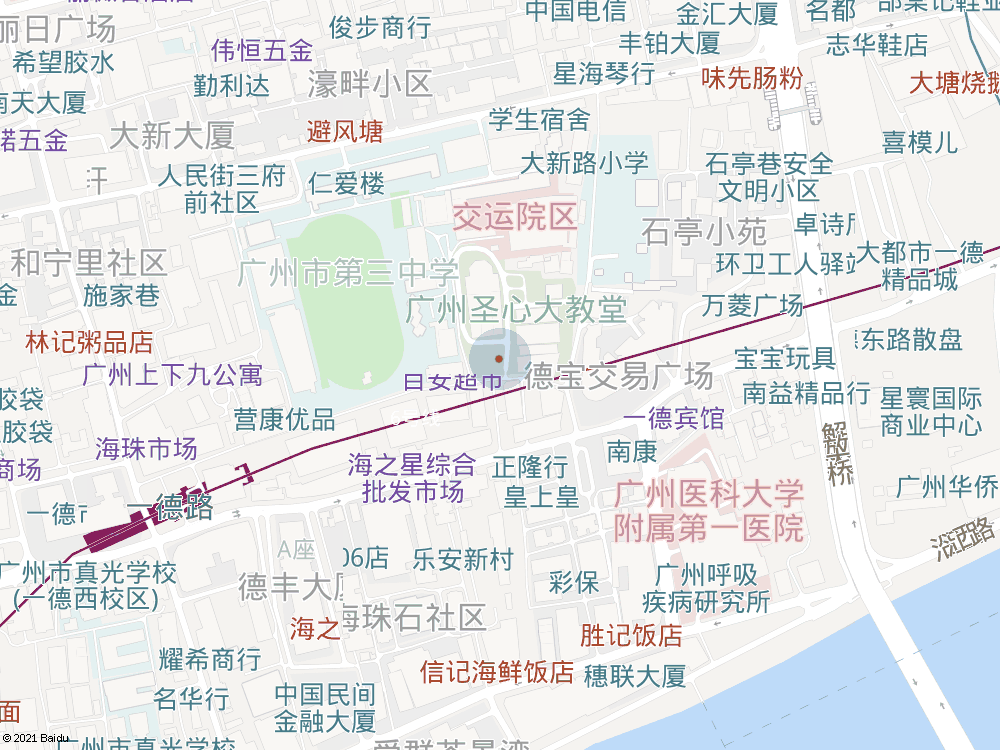 中国电信
金汇大厦
名都
丽日广场
俊步商行
丰铂大厦
志华鞋店
希望胶水
伟恒五金
勤利达
星海琴行
味先肠粉
大塘烧鹅
濠畔小区
南天大厦
诺五金
大新大厦
避风塘
学生宿舍
喜模儿
人民街三府
前社区
仁爱楼
大新路小学
石亭巷安全
文明小区
交运院区
石亭小苑
卓诗
和宁里社区
广州市第三中学
环卫工人驿站
大都市一德
精品城
金
施家巷
广州圣心大教堂
万菱广场
林记粥品店
东路散盘
广州上下九公寓
日安超市
德宝交易广场
宝宝玩具
胶袋
营康优品
一德宾馆
南益精品行
星寰国际
商业中心
胶袋
海珠市场
南康
解放桥
商场
海之星综合
批发市场
正隆行
皇上皇
广州医科大学
附属第一医院
广州华侨
一德
一德路
沿江西路
A座
06店
乐安新村
广州市真光学校
(一德西校区)
德丰大厦
彩保
广州呼吸
疾病研究所
海珠石社区
海之
胜记饭店
耀希商行
信记海鲜饭店
穗联大厦
名华行
中国民间
金融大厦
面
广州市真光学校
爱群荟景湾
© 2021 Baidu